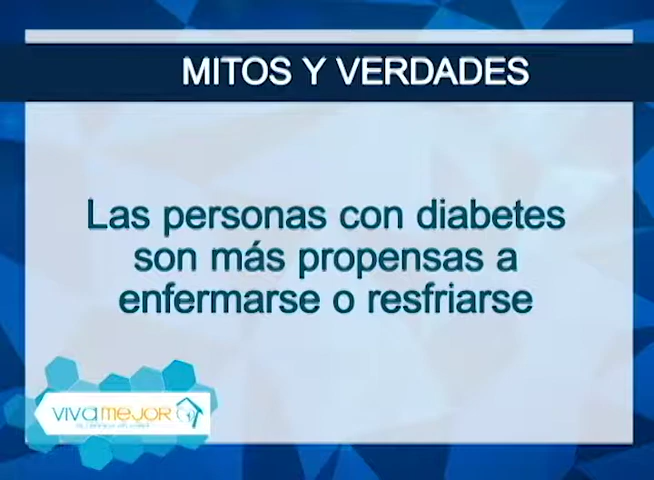 MITOS Y VERDADES
Las personas con diabetes
son más propensas a
enfermarse o resfriarse
VIVAMEJOR